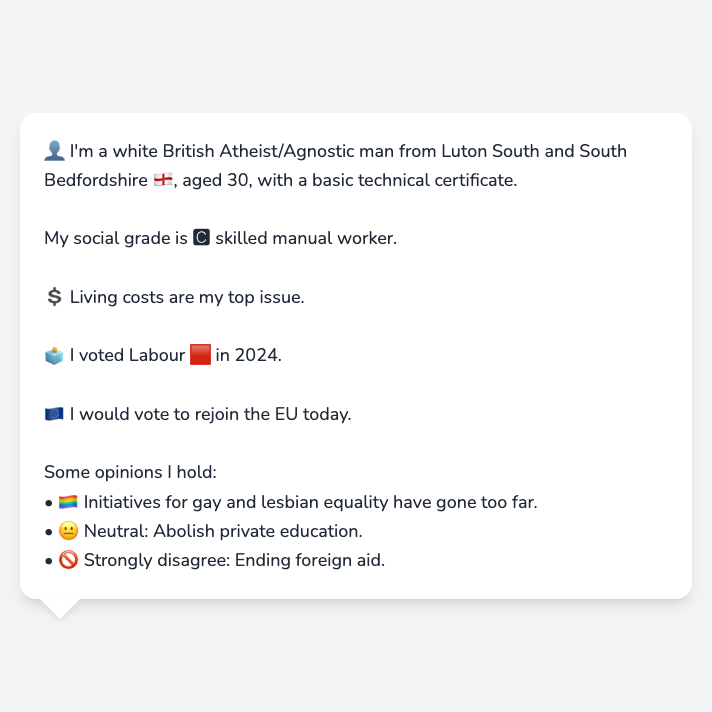 👤 I'm a white British Atheist/Agnostic man from Luton South and South
Bedfordshire 🏴󠁧󠁢󠁥󠁮󠁧󠁿, aged 30, with a basic technical certificate.
My social grade is 🅲 skilled manual worker.
💲 Living costs are my top issue.
🗳️ I voted Labour 🟥 in 2024.
🇪🇺 I would vote to rejoin the EU today.
Some opinions I hold:
• 🏳️‍🌈 Initiatives for gay and lesbian equality have gone too far.
• 😐 Neutral: Abolish private education.
• 🚫 Strongly disagree: Ending foreign aid.